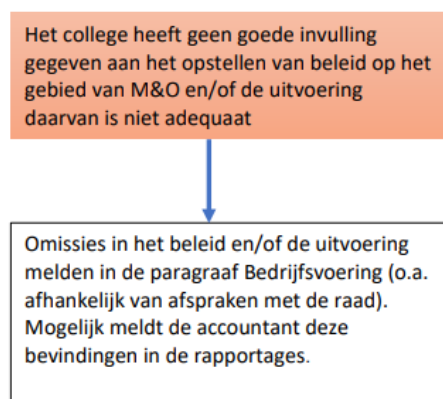 Het college heeft geen goede invulling
gegeven aan het opstellen van beleid op het
gebied van M&O en/of de uitvoering
daarvan is niet adequaat
Omissies in het beleid en/of de uitvoering
melden in de paragraaf Bedrijfsvoering (o.a.
afhankelijk van afspraken met de raad).
Mogelijk meldt de accountant deze
bevindingen in de rapportages.